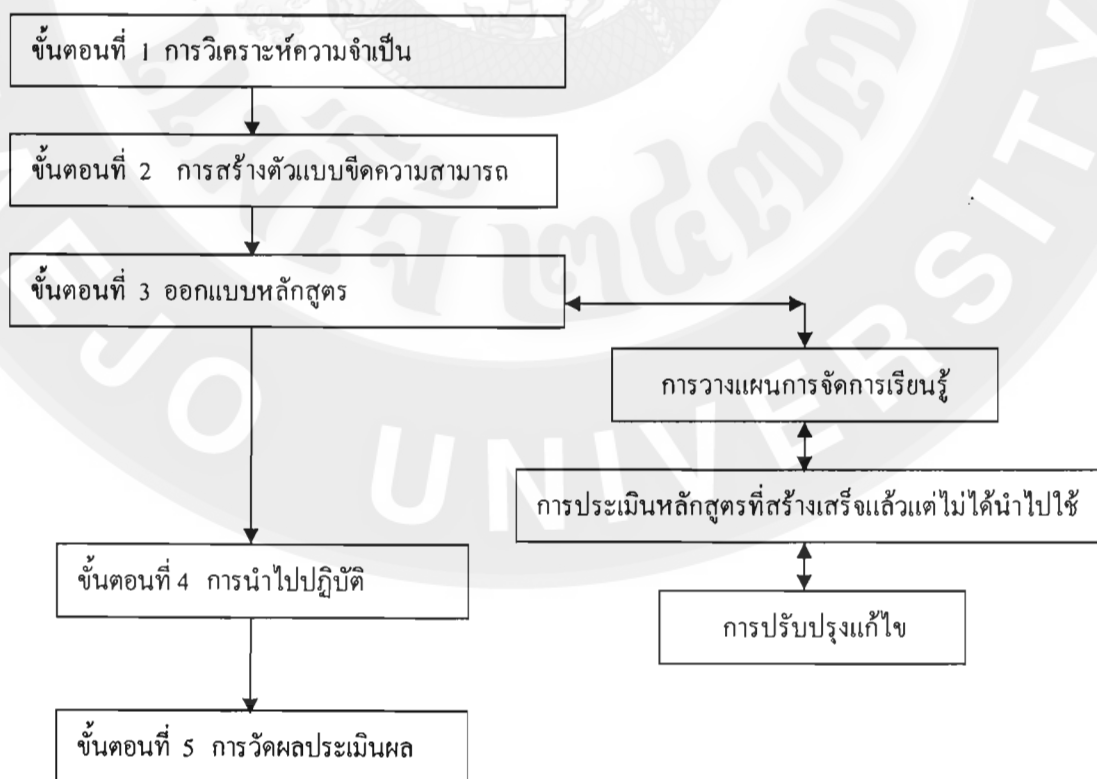 ขั้นตอนที่ 1 การวิเคราะห์ความจำเป็น
ขั้นตอนที่ 2 การสร้างตัวแบบขีดความสามารถ
ขั้นตอนที่ 3 ออกแบบหลักสูตร
การวางแผนการจัดการเรียนรู้
การประเมินหลักสูตรที่สร้างเสร็จแล้วแต่ไม่ได้นำไปใช้
ขั้นตอนที่ 4 การนำไปปฏิบัติ
การปรับปรุงแก้ไข
ขั้นตอนที่ 5 การวัดผลประเมินผล
EJO UNIVERSITY
๒๔๗๗